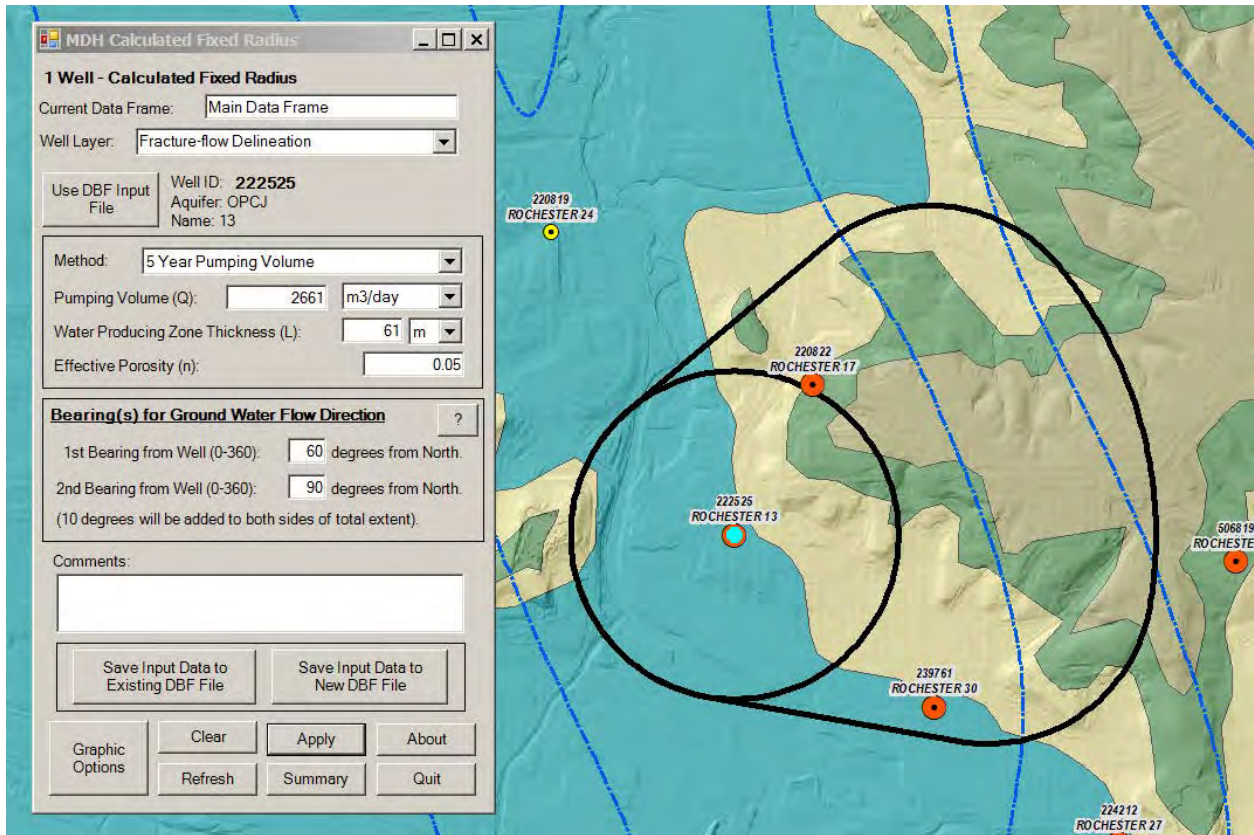 MDH Calculated Fixed Radius
1 Well - Calculated Fixed Radius
Current Data Frame: Main Data Frame
Well Layer: Fracture-flow Delineation
Use DBF Input
File
Well ID: 222525
Aquifer: OPCJ
Name: 13
Method: 5 Year Pumping Volume
Pumping Volume (Q): 2661 m3/day
Water Producing Zone Thickness (L): 61 m
Effective Porosity (n): 0.05
Bearing(s) for Ground Water Flow Direction ?
1st Bearing from Well (0-360): 60 degrees from North.
2nd Bearing from Well (0-360): 90 degrees from North.
(10 degrees will be added to both sides of total extent).
Comments:
Save Input Data to
Existing DBF File
Save Input Data to
New DBF File
Graphic
Options
Clear
Apply
About
Refresh
Summary
Quit
220819
ROCHESTER 24
220822
ROCHESTER 17
222525
ROCHESTER 13
506819
ROCHESTE
239761
ROCHESTER 30
224212
ROCHESTER 27